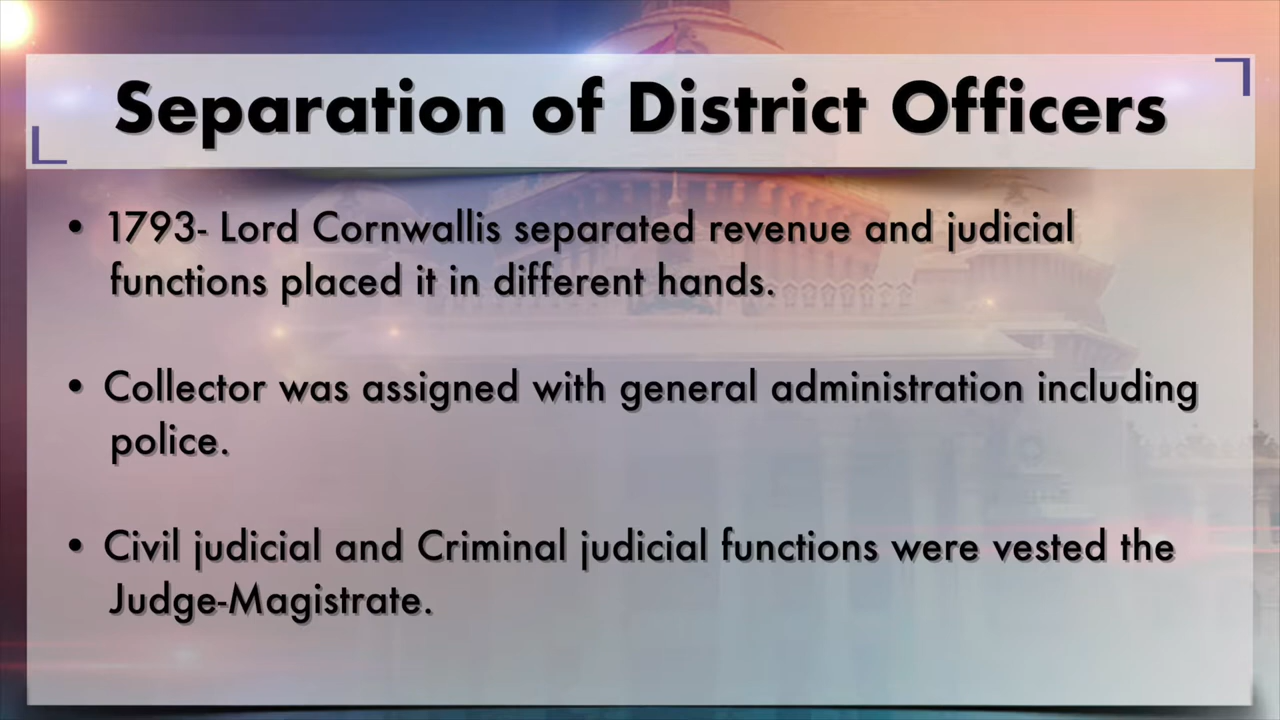 Separation of District Officers
• 1793- Lord Cornwallis separated revenue and judicial
functions placed it in different hands.
• Collector was assigned with general administration including
police.
• Civil judicial and Criminal judicial functions were vested the
Judge-Magistrate.